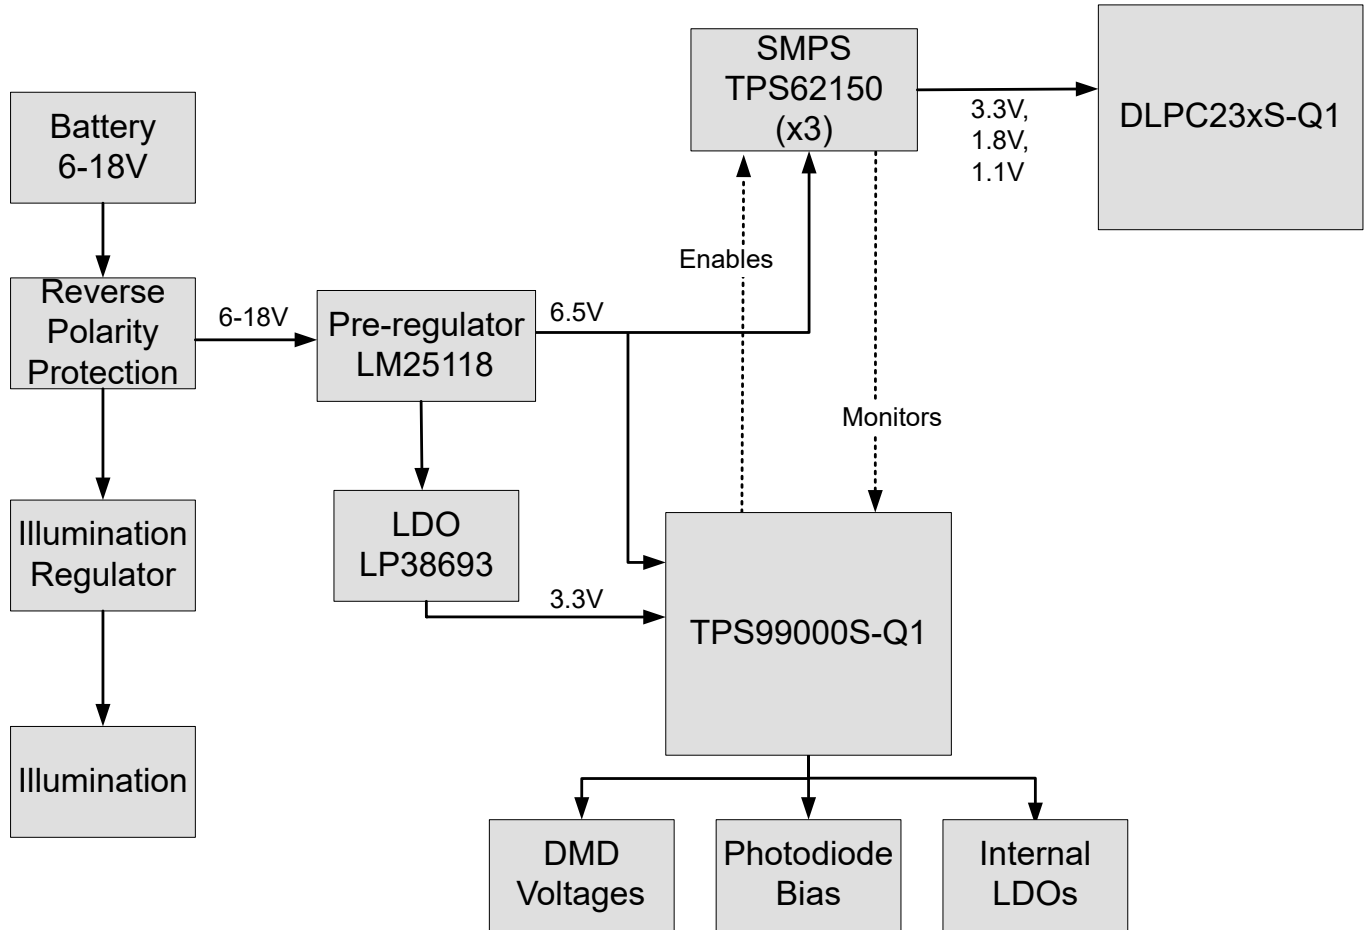 SMPS
TPS62150
(x3)
3.3V,
1.8V,
1.1V
DLPC23xS-Q1
Battery
6-18V
Enables
Reverse
Polarity
Protection
6-18V
Pre-regulator
LM25118
6.5V
Monitors
LDO
LP38693
3.3V
Illumination
Regulator
TPS99000S-Q1
Illumination
DMD
Voltages
Photodiode
Bias
Internal
LDOs